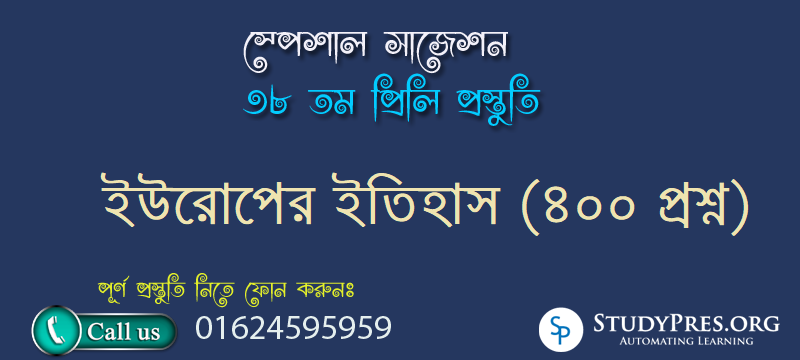 স্পেশাল সাজেশন
৩৮ তম প্রিলি প্রস্তুতি
ইউরোপের ইতিহাস (৪০০ প্রশ্ন)
পূর্ণ প্রস্তুতি নিতে ফোন করুনঃ
Call us 01624595959
SP STUDYPRES.ORG
AUTOMATING LEARNING